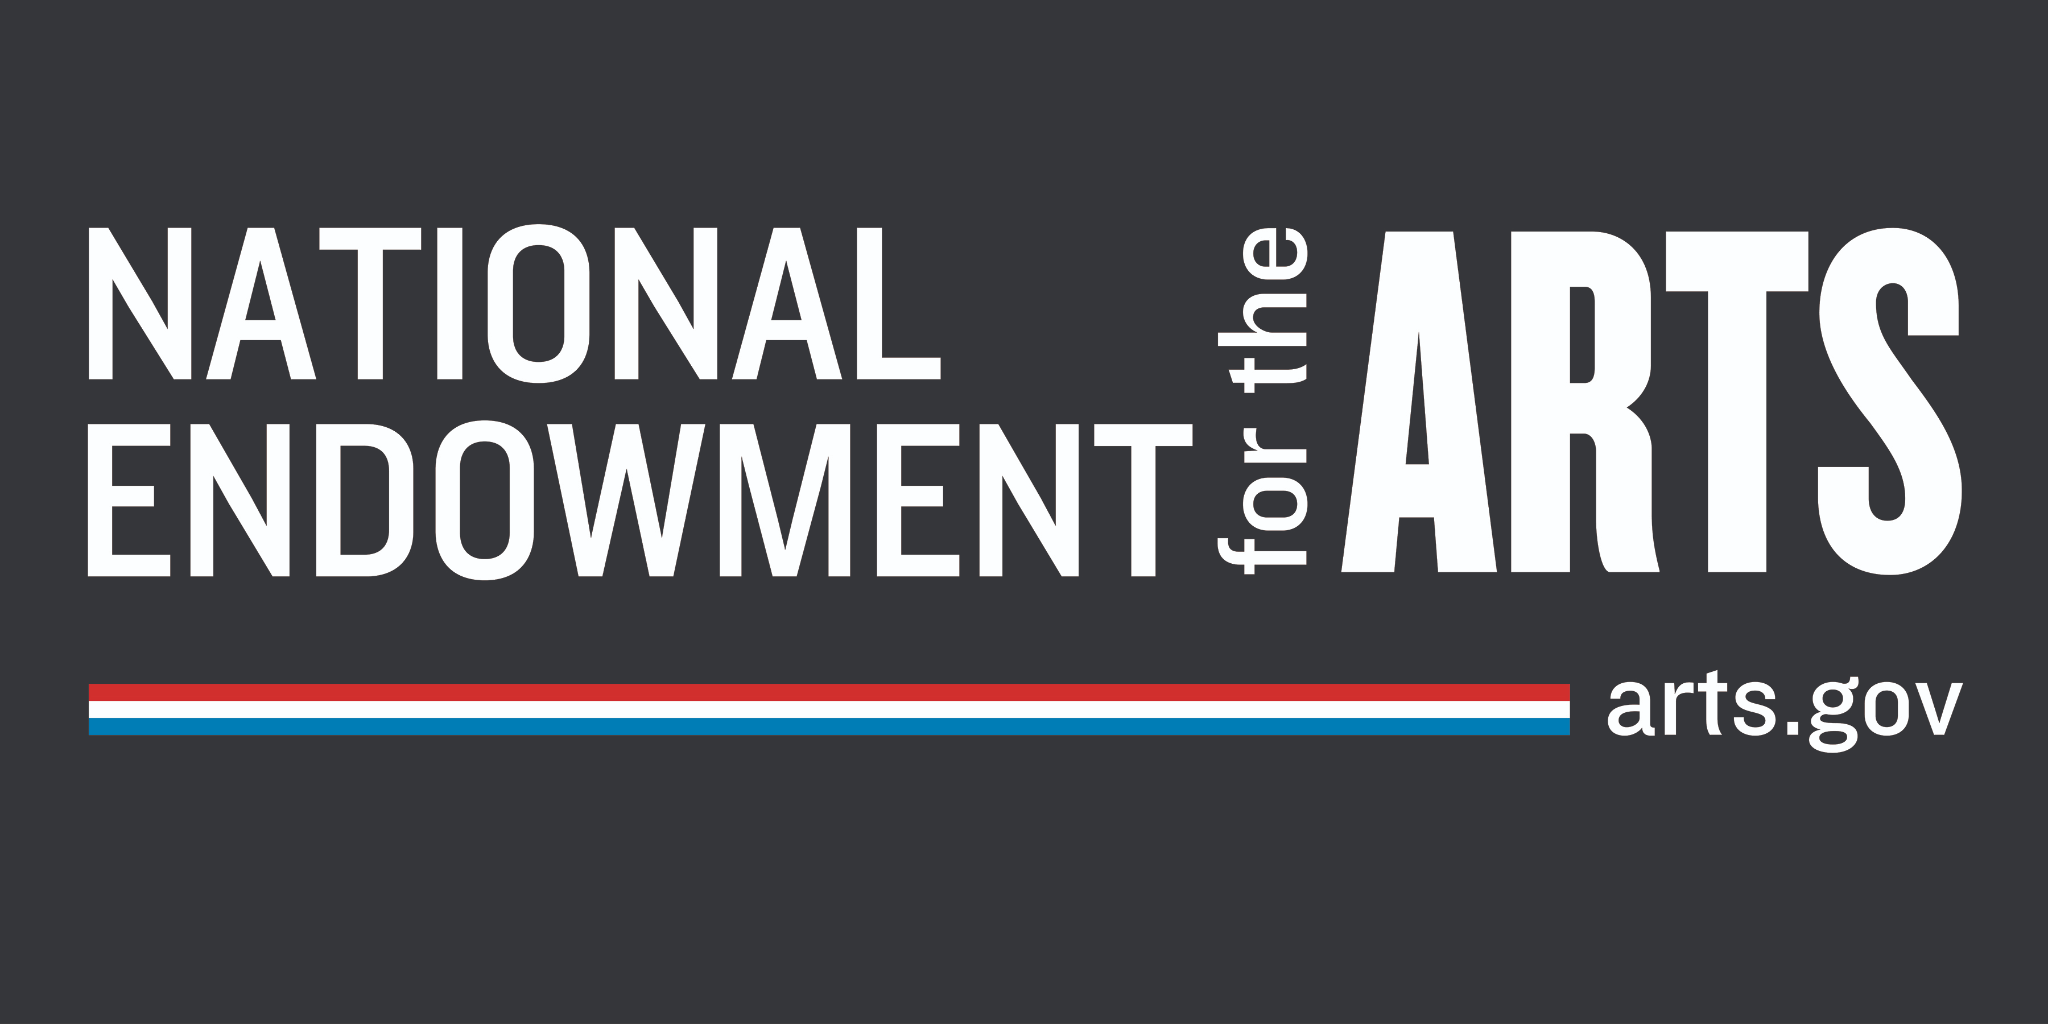 NATIONAL
ENDOWMENT
for the
ARTS
arts.gov